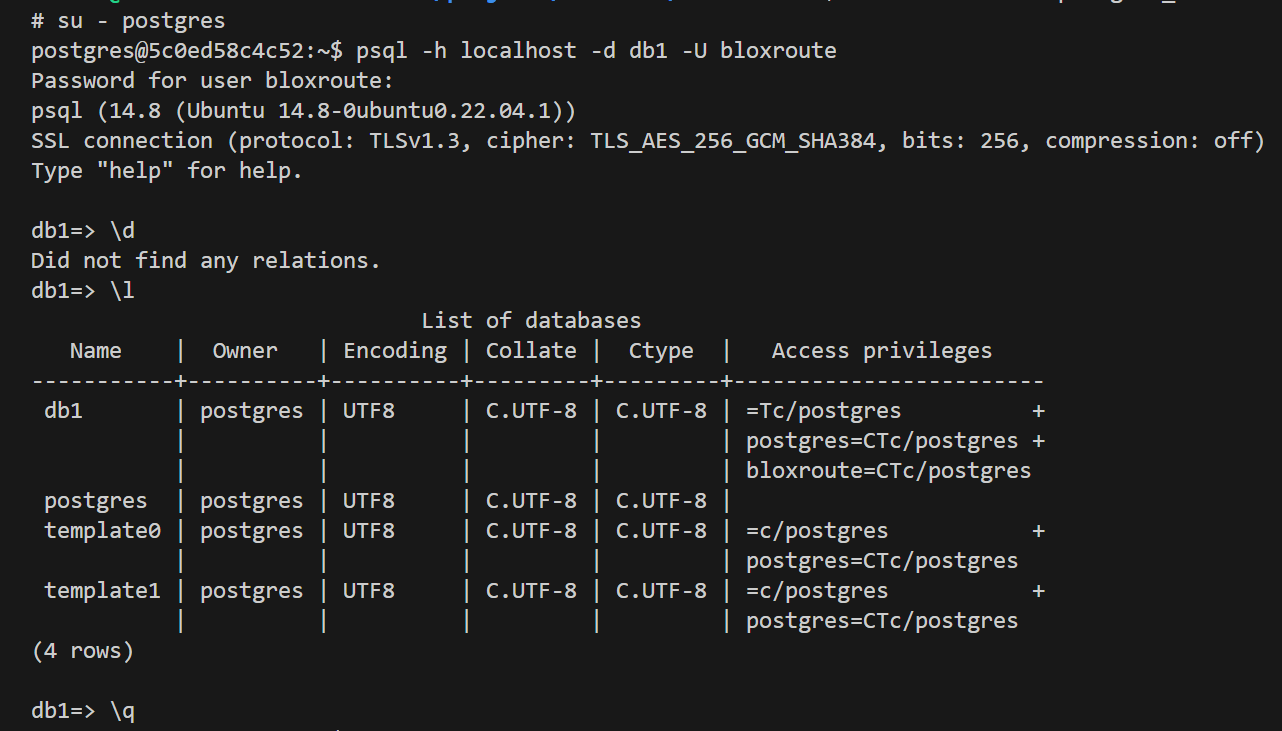 # su - postgres
postgres@5c0ed58c4c52:~$ psql -h localhost -d db1 -U bloxroute
Password for user bloxroute:
psql (14.8 (Ubuntu 14.8-0ubuntu0.22.04.1))
SSL connection (protocol: TLSv1.3, cipher: TLS_AES_256_GCM_SHA384, bits: 256, compression: off)
Type "help" for help.

db1=> \d
Did not find any relations.
db1=> \l
                              List of databases
   Name    |  Owner   | Encoding | Collate |  Ctype  |   Access privileges
-----------+----------+----------+---------+---------+------------------------
 db1       | postgres | UTF8     | C.UTF-8 | C.UTF-8 | =Tc/postgres          +
           |          |          |         |         | postgres=CTc/postgres +
           |          |          |         |         | bloxroute=CTc/postgres
 postgres  | postgres | UTF8     | C.UTF-8 | C.UTF-8 |
 template0 | postgres | UTF8     | C.UTF-8 | C.UTF-8 | =c/postgres           +
           |          |          |         |         | postgres=CTc/postgres
 template1 | postgres | UTF8     | C.UTF-8 | C.UTF-8 | =c/postgres           +
           |          |          |         |         | postgres=CTc/postgres
(4 rows)

db1=> \q